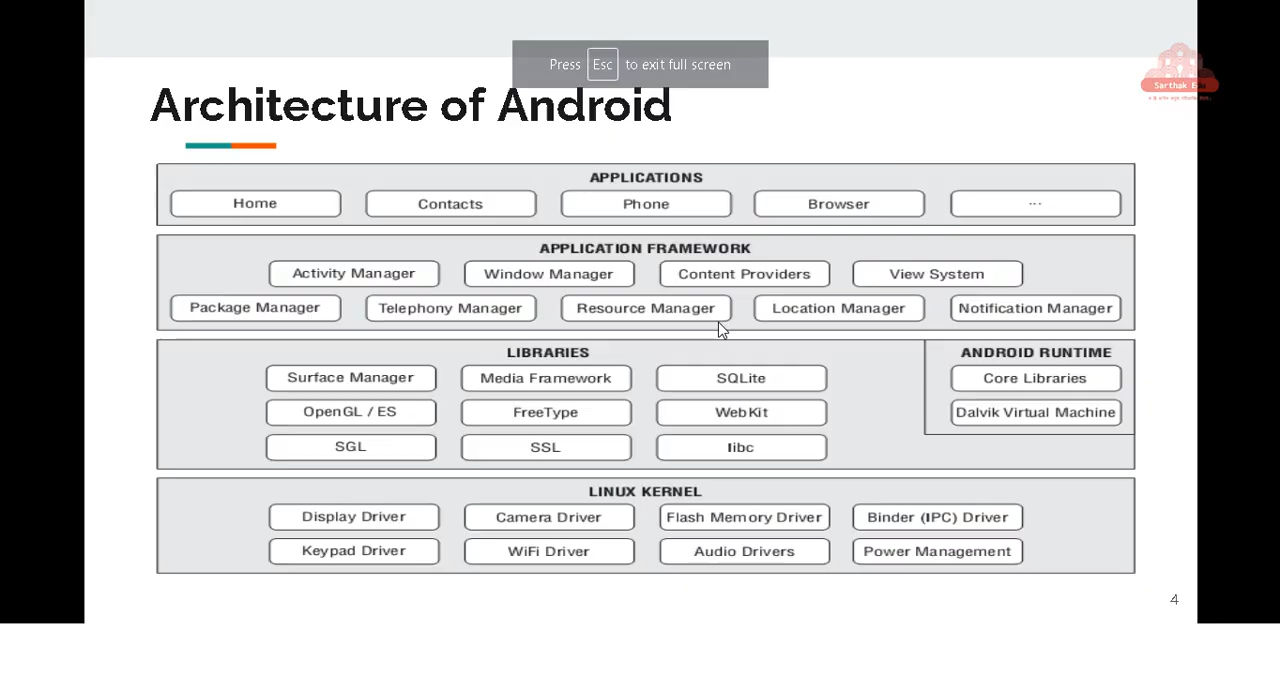 Press Esc to exit full screen
Sarthak
Architecture of Android
APPLICATIONS
Home Contacts Phone Browser ...
APPLICATION FRAMEWORK
Activity Manager Window Manager Content Providers View System
Package Manager Telephony Manager Resource Manager Location Manager Notification Manager
LIBRARIES ANDROID RUNTIME
Surface Manager Media Framework SQLite Core Libraries
OpenGL / ES FreeType WebKit Dalvik Virtual Machine
SGL SSL libc
LINUX KERNEL
Display Driver Camera Driver Flash Memory Driver Binder (IPC) Driver
Keypad Driver WiFi Driver Audio Drivers Power Management
4